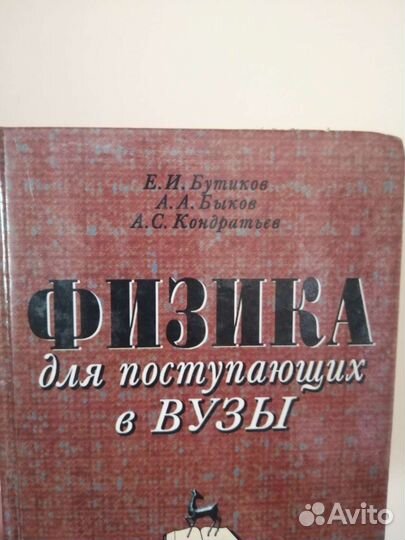 Е.И. Бутиков
А.А. Быков
А.С. Кондратьев
ФИЗИКА
для поступающих
в ВУЗЫ
Avito